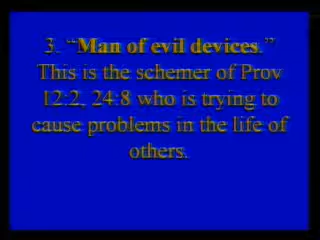 3. “Man of evil devices.”
This is the schemer of Prov
12:2, 24:8 who is trying to
cause problems in the life of
others.